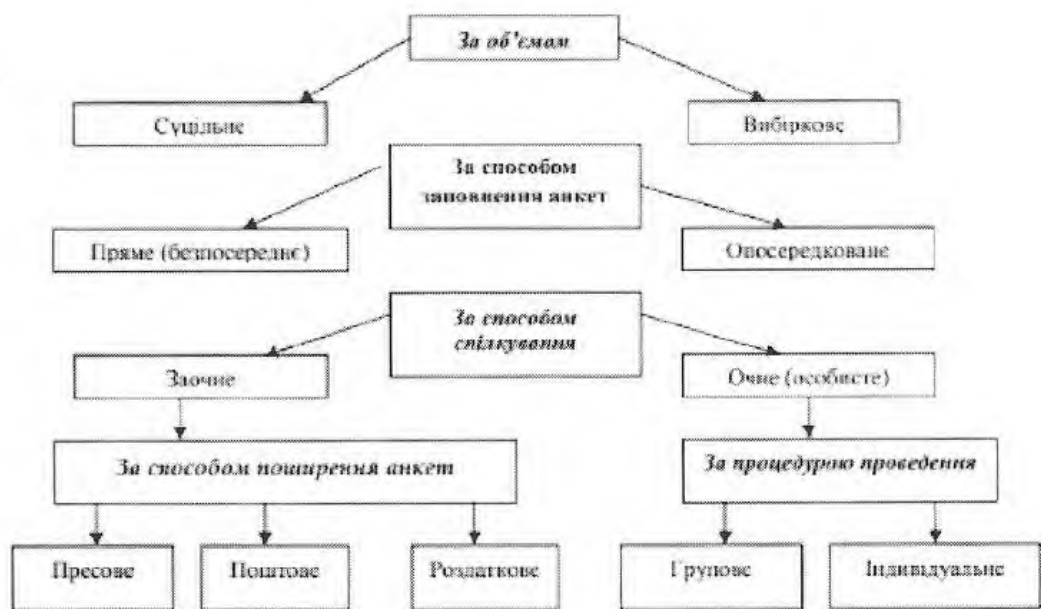 За об’ємом
Суцільне
Вибіркове
За способом
заповнення анкет
Пряме (безпосереднє)
Опосередковане
За способом
спілкування
Заочне
Очне (особисте)
За способом поширення анкет
За процедурою проведення
Пресове
Поштове
Роздаткове
Групове
Індивідуальне